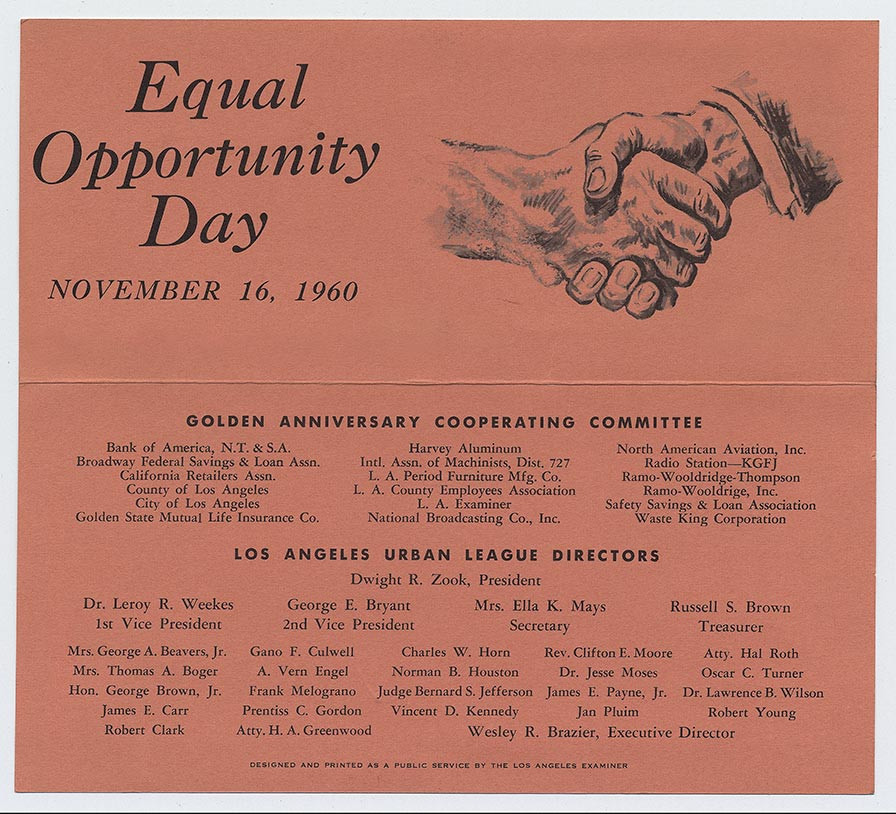 Equal
Opportunity
Day
NOVEMBER 16, 1960
GOLDEN ANNIVERSARY COOPERATING COMMITTEE
Bank of America, N.T. & S.A. Harvey Aluminum North American Aviation, Inc.
Broadway Federal Savings & Loan Assn. Intl. Assn. of Machinists, Dist. 727 Radio Station—KGFJ
California Retailers Assn. L. A. Period Furniture Mfg. Co. Ramo-Wooldridge-Thompson
County of Los Angeles L. A. County Employees Association Ramo-Wooldrige, Inc.
City of Los Angeles L. A. Examiner Safety Savings & Loan Association
Golden State Mutual Life Insurance Co. National Broadcasting Co., Inc. Waste King Corporation
LOS ANGELES URBAN LEAGUE DIRECTORS
Dwight R. Zook, President
Dr. Leroy R. Weekes George E. Bryant Mrs. Ella K. Mays Russell S. Brown
1st Vice President 2nd Vice President Secretary Treasurer
Mrs. George A. Beavers, Jr. Gano F. Culwell Charles W. Horn Rev. Clifton E. Moore Atty. Hal Roth
Mrs. Thomas A. Boger A. Vern Engel Norman B. Houston Dr. Jesse Moses Oscar C. Turner
Hon. George Brown, Jr. Frank Melograno Judge Bernard S. Jefferson James E. Payne, Jr. Dr. Lawrence B. Wilson
James E. Carr Prentiss C. Gordon Vincent D. Kennedy Jan Pluim Robert Young
Robert Clark Atty. H. A. Greenwood Wesley R. Brazier, Executive Director
DESIGNED AND PRINTED AS A PUBLIC SERVICE BY THE LOS ANGELES EXAMINER